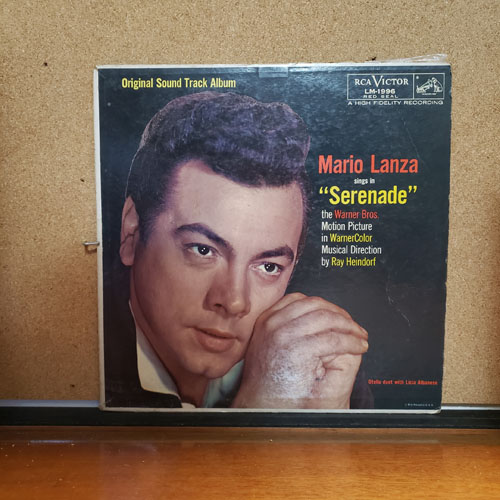 Original Sound Track Album
RCA VICTOR
LM-1996
RED SEAL
A HIGH FIDELITY RECORDING
Mario Lanza
sings in
"Serenade"
the Warner Bros.
Motion Picture
in WarnerColor
Musical Direction
by Ray Heindorf
Otello duet with Licia Albanese